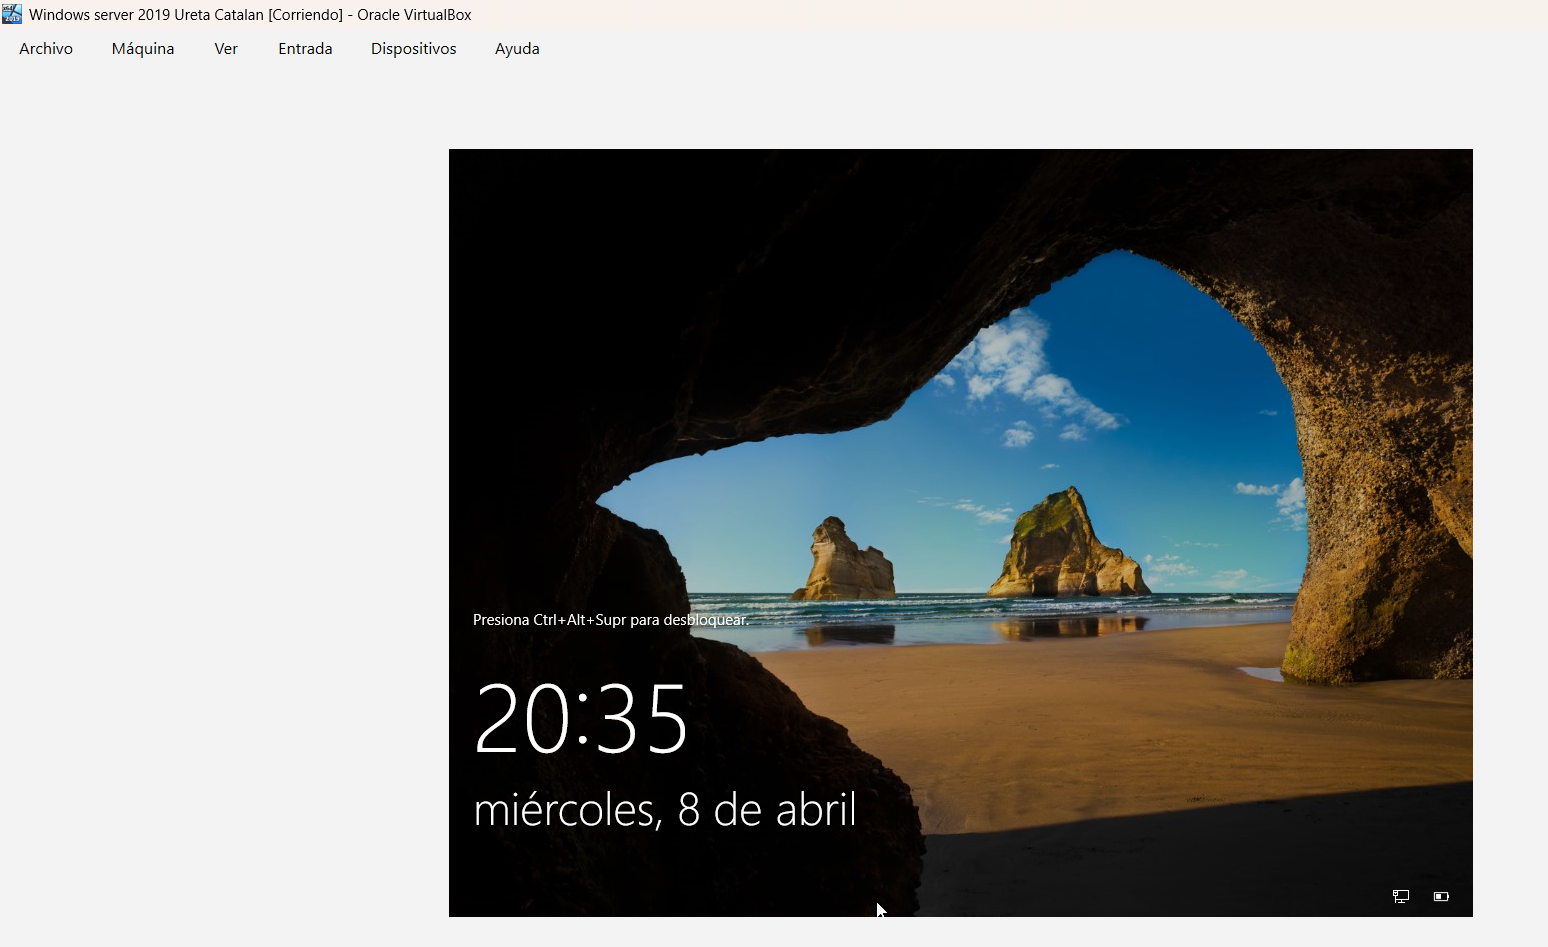 Windows server 2019 Ureta Catalan [Corriendo] - Oracle VirtualBox
Archivo Máquina Ver Entrada Dispositivos Ayuda
Presiona Ctrl+Alt+Supr para desbloquear.
20:35
miércoles, 8 de abril